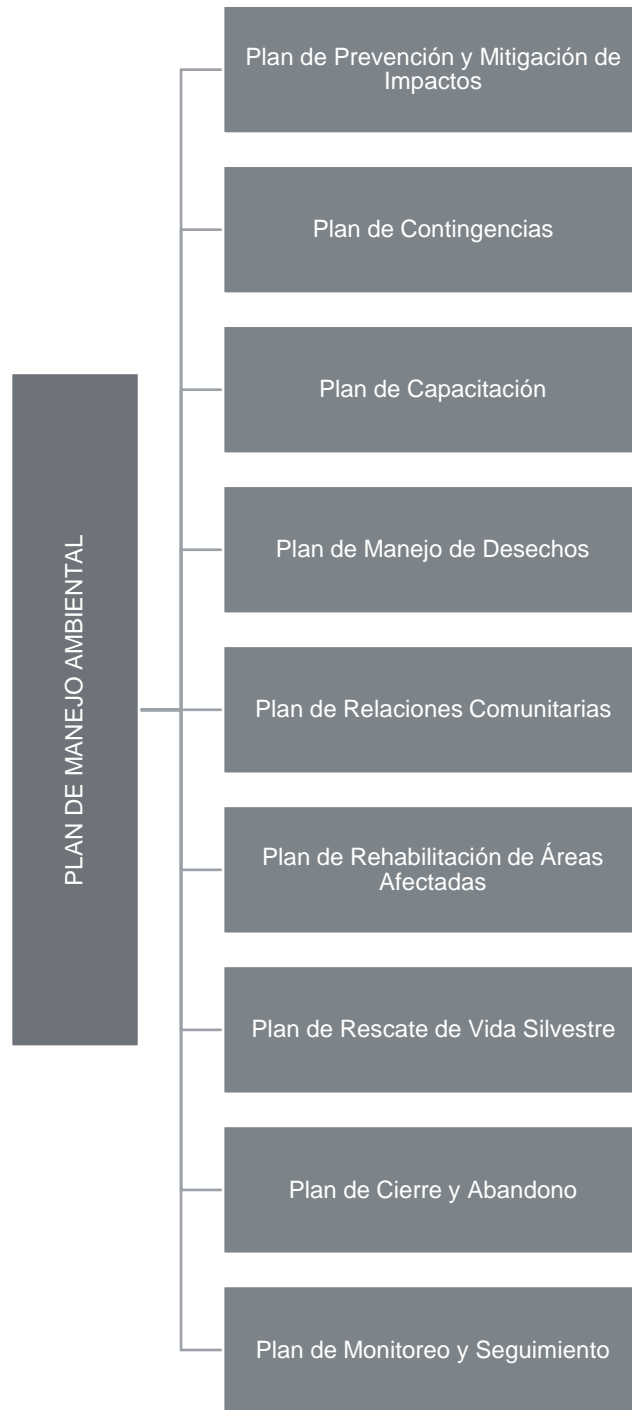 PLAN DE MANEJO AMBIENTAL
Plan de Prevención y Mitigación de
Impactos
Plan de Contingencias
Plan de Capacitación
Plan de Manejo de Desechos
Plan de Relaciones Comunitarias
Plan de Rehabilitación de Áreas
Afectadas
Plan de Rescate de Vida Silvestre
Plan de Cierre y Abandono
Plan de Monitoreo y Seguimiento